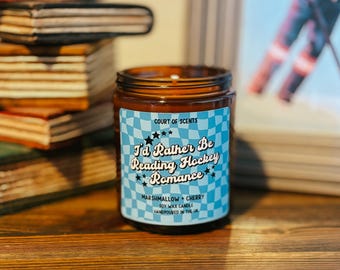 COURT OF SCENTS
I'd Rather Be
Reading Hockey
Romance
MARSHMALLOW + CHERRY
SOY WAX CANDLE
HANDPOURED IN THE UK